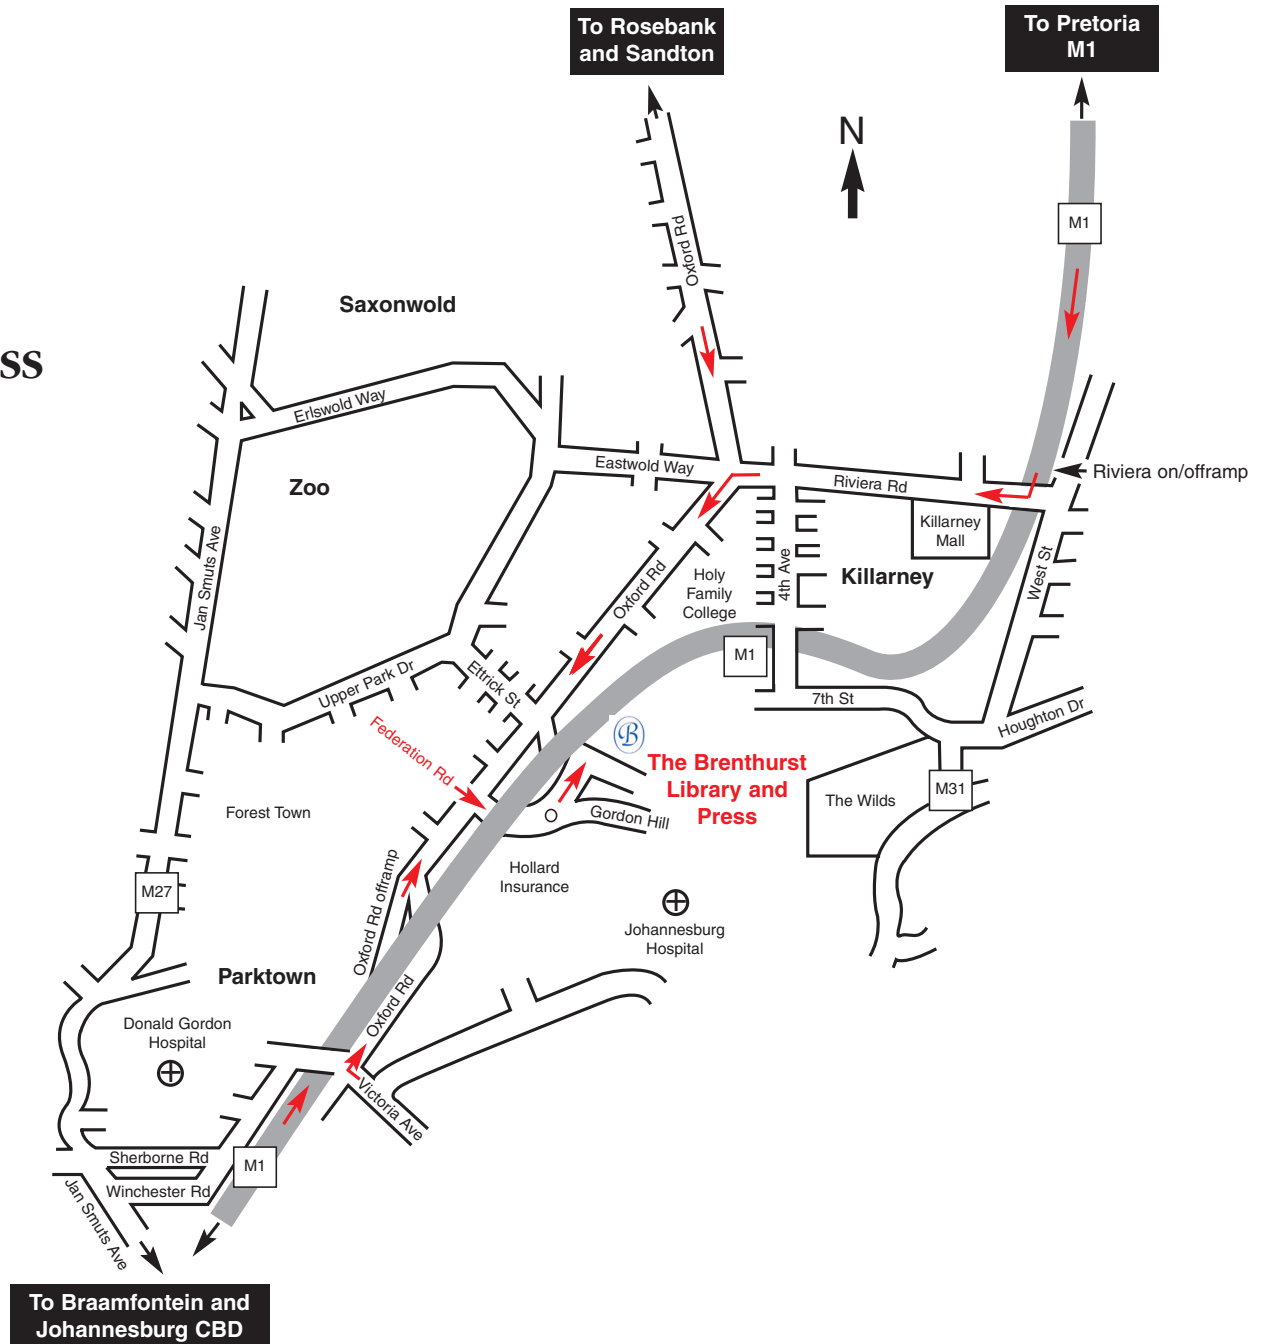 To Rosebank
and Sandton
To Pretoria
M1
N
M1
Oxford Rd
Saxonwold
ss
Erlswold Way
Eastwold Way
Riviera Rd
Riviera on/offramp
Zoo
Killarney
Mall
Jan Smuts Ave
Holy
Family
College
4th Ave
Killarney
West St
Oxford Rd
M1
Upper Park Dr
Ettrick St
7th St
Houghton Dr
Federation Rd
B
The Brenthurst
Library and
Press
The Wilds
M31
Forest Town
O
Gordon Hill
Hollard
Insurance
M27
Oxford Rd offramp
Johannesburg
Hospital
Parktown
Oxford Rd
Donald Gordon
Hospital
Victoria Ave
Sherborne Rd
M1
Winchester Rd
Jan Smuts Ave
To Braamfontein and
Johannesburg CBD